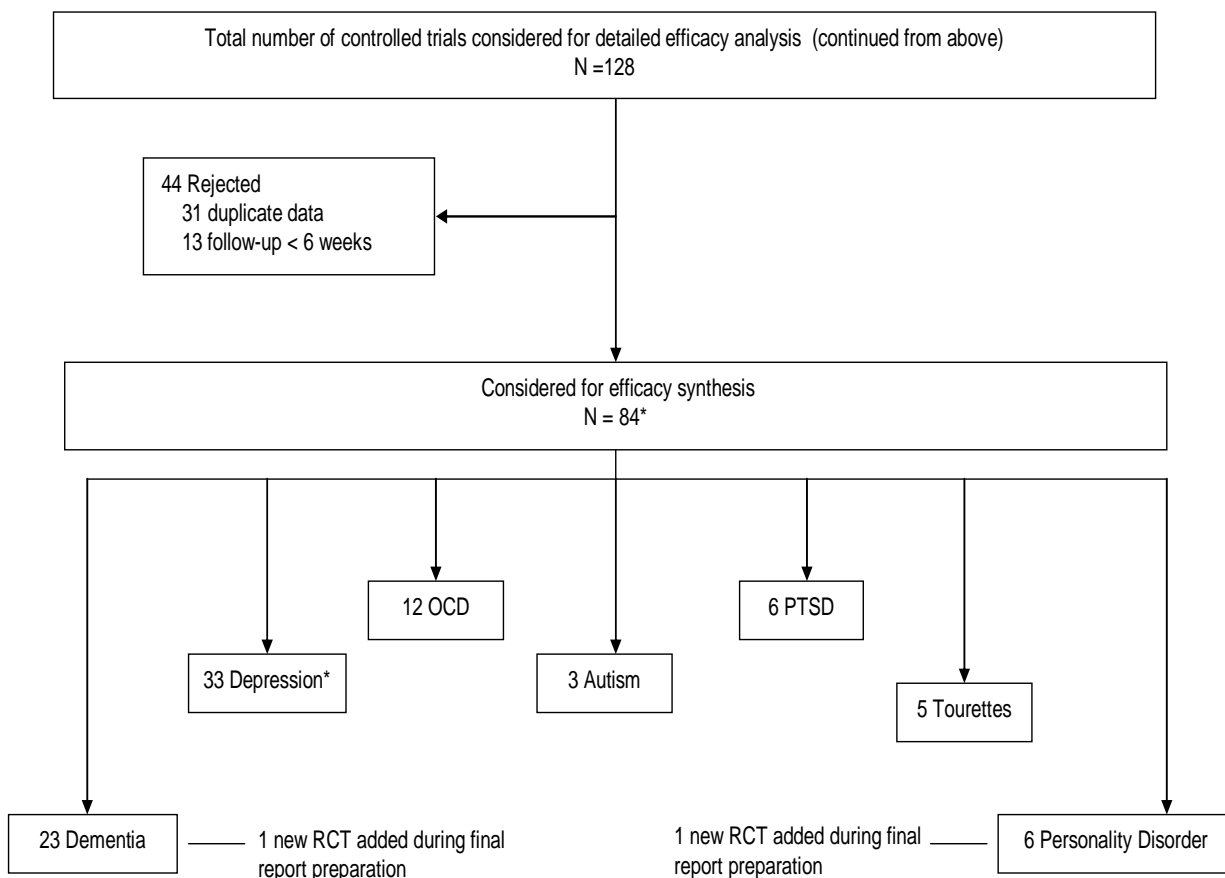 Total number of controlled trials considered for detailed efficacy analysis (continued from above)
N =128
44 Rejected
31 duplicate data
13 follow-up < 6 weeks
Considered for efficacy synthesis
N = 84*
12 OCD
6 PTSD
33 Depression*
3 Autism
5 Tourettes
23 Dementia
1 new RCT added during final
report preparation
1 new RCT added during final
report preparation
6 Personality Disorder